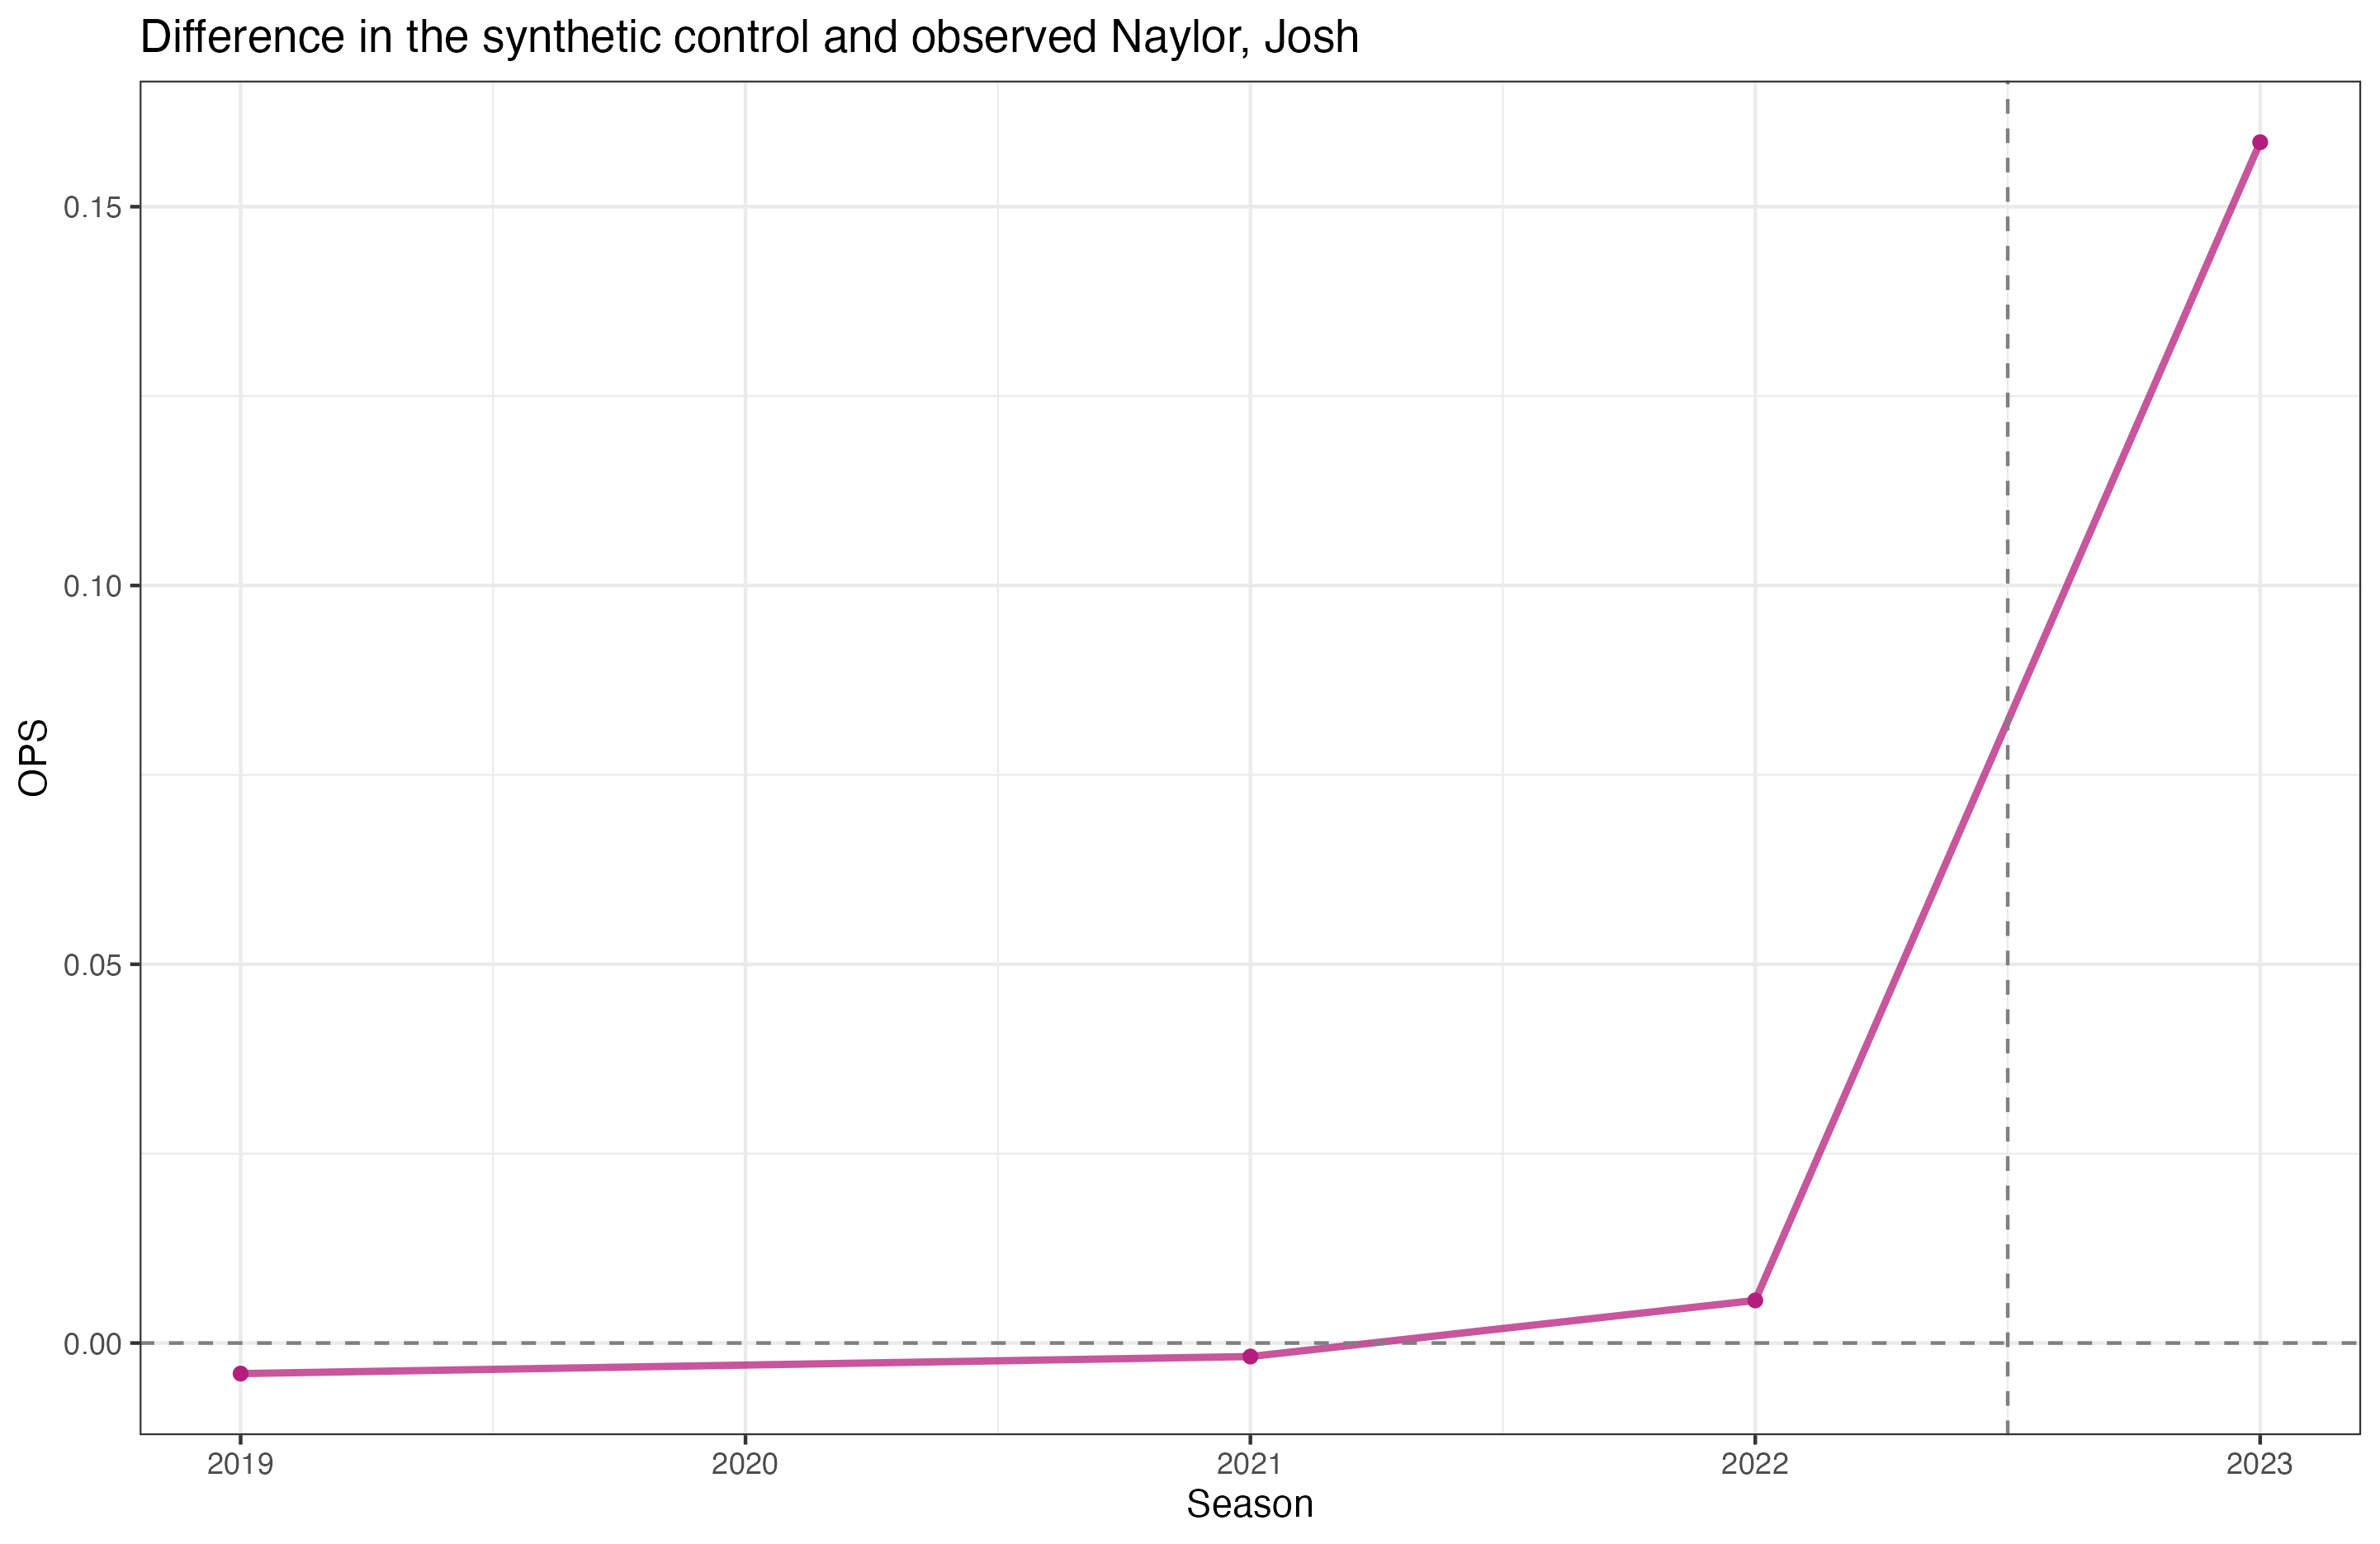 Difference in the synthetic control and observed Naylor, Josh
OPS
0.15
0.10
0.05
0.00
2019 2020 2021 2022 2023
Season